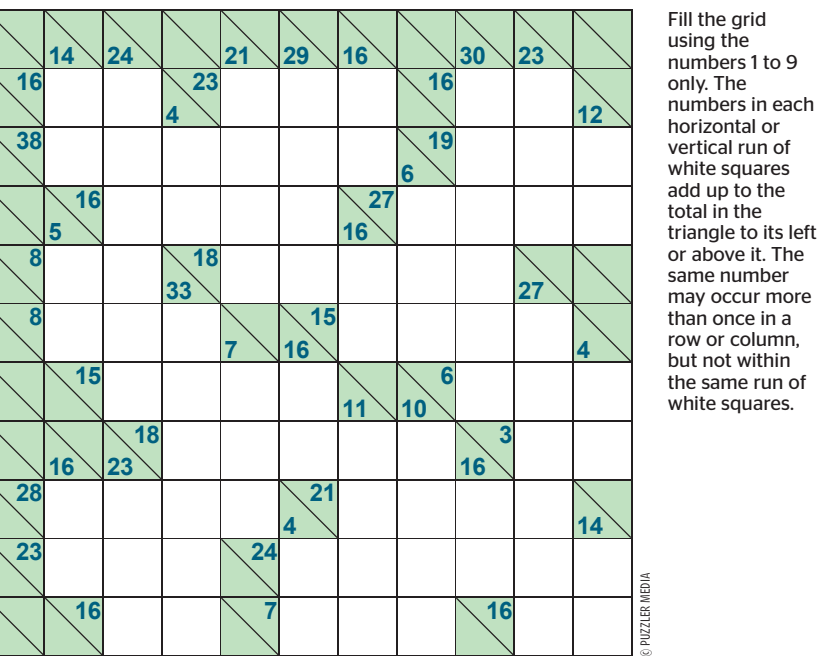 14 24 21 29 16 30 23
16 23 4 16 12
38 19 6
16 5 27 16
8 18 33 27
8 7 15 16 4
15 11 6 10
16 18 23 3 16
28 21 4 14
23 24
16 7 16
Fill the grid
using the
numbers 1 to 9
only. The
numbers in each
horizontal or
vertical run of
white squares
add up to the
total in the
triangle to its left
or above it. The
same number
may occur more
than once in a
row or column,
but not within
the same run of
white squares.
© PUZZLER MEDIA